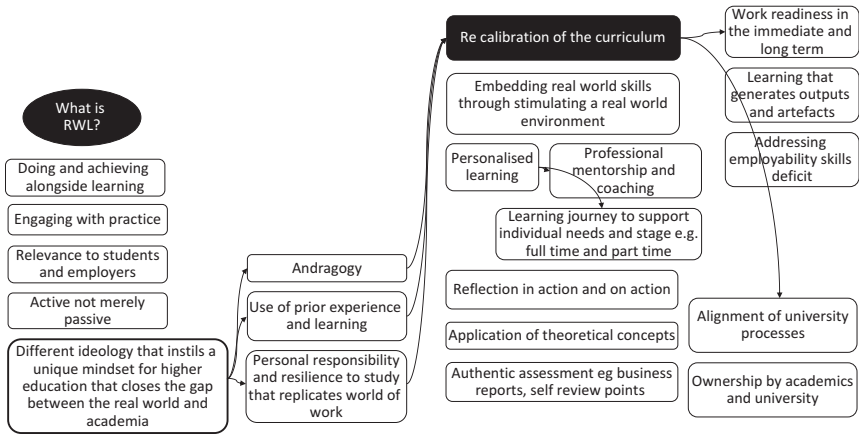 What is
RWL?
Doing and achieving
alongside learning
Engaging with practice
Relevance to students
and employers
Active not merely
passive
Different ideology that instils a
unique mindset for higher
education that closes the gap
between the real world and
academia
Andragogy
Use of prior experience
and learning
Personal responsibility
and resilience to study
that replicates world of
work
Re calibration of the curriculum
Embedding real world skills
through stimulating a real world
environment
Personalised
learning
Professional
mentorship and
coaching
Learning journey to support
individual needs and stage e.g.
full time and part time
Reflection in action and on action
Application of theoretical concepts
Authentic assessment eg business
reports, self review points
Work readiness in
the immediate and
long term
Learning that
generates outputs
and artefacts
Addressing
employability skills
deficit
Alignment of university
processes
Ownership by academics
and university